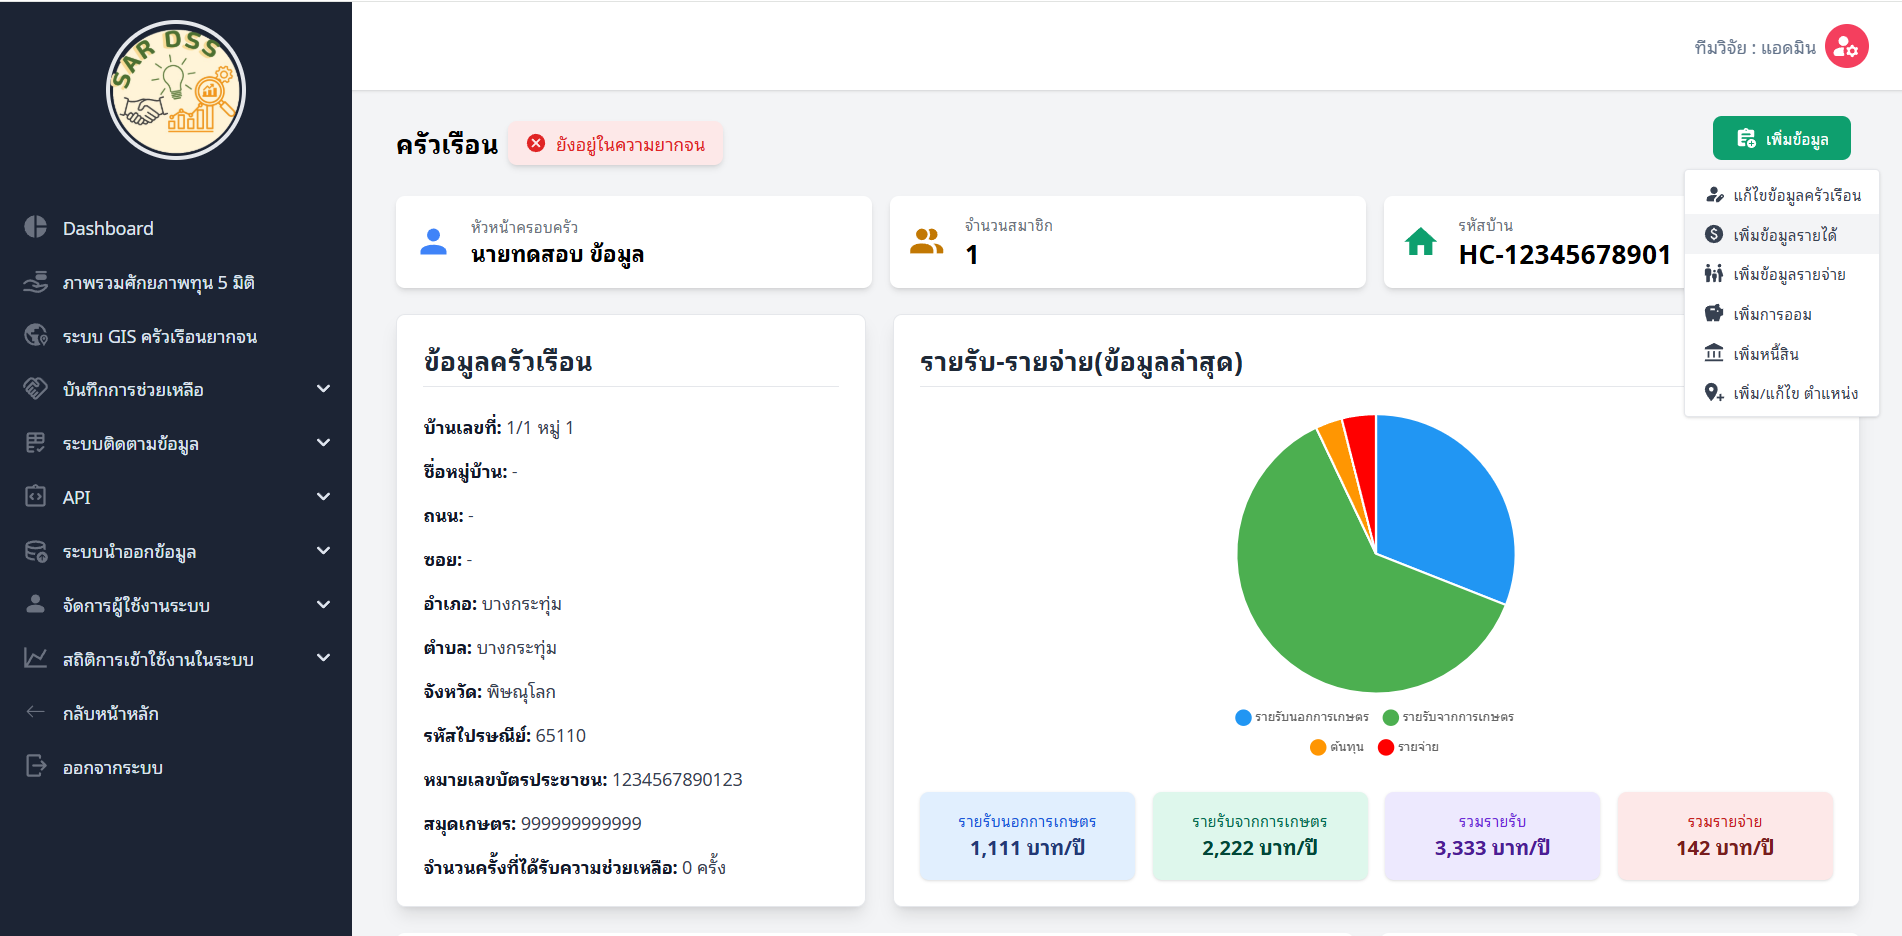 SAR DSS
Dashboard
ภาพรวมศักยภาพทุน 5 มิติ
ระบบ GIS ครัวเรือนยากจน
บันทึกการช่วยเหลือ
ระบบติดตามข้อมูล
API
ระบบนำออกข้อมูล
จัดการผู้ใช้งานระบบ
สถิติการเข้าใช้งานในระบบ
กลับหน้าหลัก
ออกจากระบบ
ทีมวิจัย : แอดมิน
ครัวเรือน
ยังอยู่ในความยากจน
เพิ่มข้อมูล
แก้ไขข้อมูลครัวเรือน
เพิ่มข้อมูลรายได้
เพิ่มข้อมูลรายจ่าย
เพิ่มการออม
เพิ่มหนี้สิน
เพิ่ม/แก้ไข ตำแหน่ง
หัวหน้าครอบครัว
นายทดสอบ ข้อมูล
จำนวนสมาชิก
1
รหัสบ้าน
HC-12345678901
ข้อมูลครัวเรือน
บ้านเลขที่: 1/1 หมู่ 1
ชื่อหมู่บ้าน: -
ถนน: -
ซอย: -
อำเภอ: บางกระทุ่ม
ตำบล: บางกระทุ่ม
จังหวัด: พิษณุโลก
รหัสไปรษณีย์: 65110
หมายเลขบัตรประชาชน: 1234567890123
สมุดเกษตร: 999999999999
จำนวนครั้งที่ได้รับความช่วยเหลือ: 0 ครั้ง
รายรับ-รายจ่าย(ข้อมูลล่าสุด)
รายรับนอกการเกษตร
รายรับจากการเกษตร
ต้นทุน
รายจ่าย
รายรับนอกการเกษตร
1,111 บาท/ปี
รายรับจากการเกษตร
2,222 บาท/ปี
รวมรายรับ
3,333 บาท/ปี
รวมรายจ่าย
142 บาท/ปี